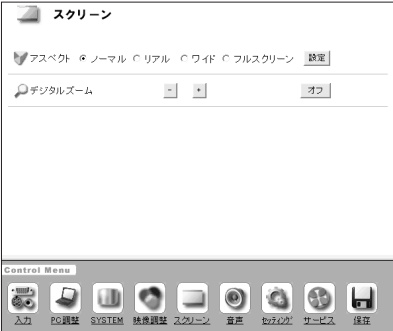 スクリーン
アスペクト ノーマル リアル ワイド フルスクリーン 設定
デジタルズーム - + オフ
Control Menu
入力 PC調整 SYSTEM 映像調整 スクリーン 音声 セッティング サービス 保存